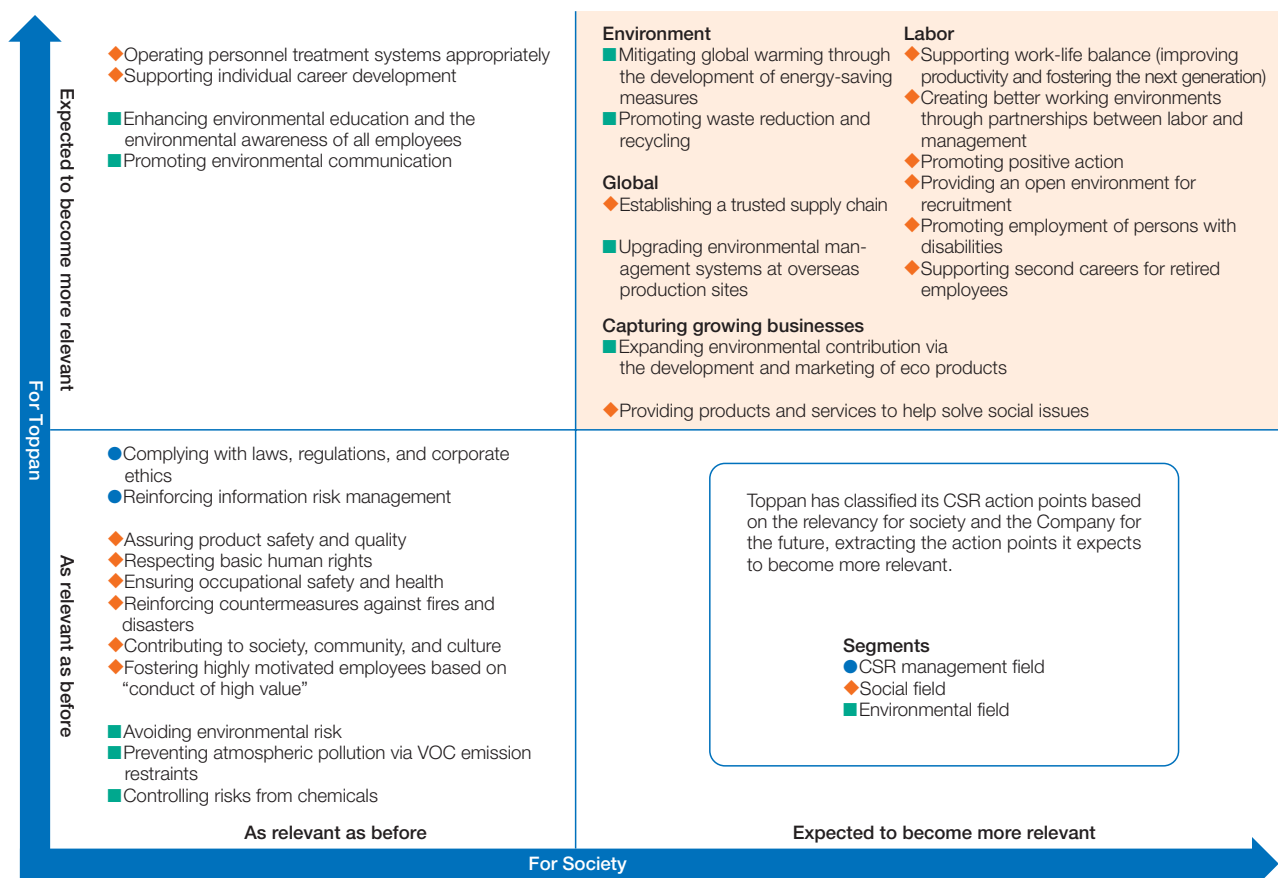 For Toppan
Expected to become more relevant
Operating personnel treatment systems appropriately
Supporting individual career development
Enhancing environmental education and the
environmental awareness of all employees
Promoting environmental communication
Environment
Mitigating global warming through
the development of energy-saving
measures
Promoting waste reduction and
recycling
Global
Establishing a trusted supply chain
Upgrading environmental man-
agement systems at overseas
production sites
Labor
Supporting work-life balance (improving
productivity and fostering the next generation)
Creating better working environments
through partnerships between labor and
management
Promoting positive action
Providing an open environment for
recruitment
Promoting employment of persons with
disabilities
Supporting second careers for retired
employees
Capturing growing businesses
Expanding environmental contribution via
the development and marketing of eco products
Providing products and services to help solve social issues
As relevant as before
Complying with laws, regulations, and corporate
ethics
Reinforcing information risk management
Assuring product safety and quality
Respecting basic human rights
Ensuring occupational safety and health
Reinforcing countermeasures against fires and
disasters
Contributing to society, community, and culture
Fostering highly motivated employees based on
“conduct of high value”
Avoiding environmental risk
Preventing atmospheric pollution via VOC emission
restraints
Controlling risks from chemicals
Toppan has classified its CSR action points based
on the relevancy for society and the Company for
the future, extracting the action points it expects
to become more relevant.
Segments
CSR management field
Social field
Environmental field
As relevant as before
Expected to become more relevant
For Society